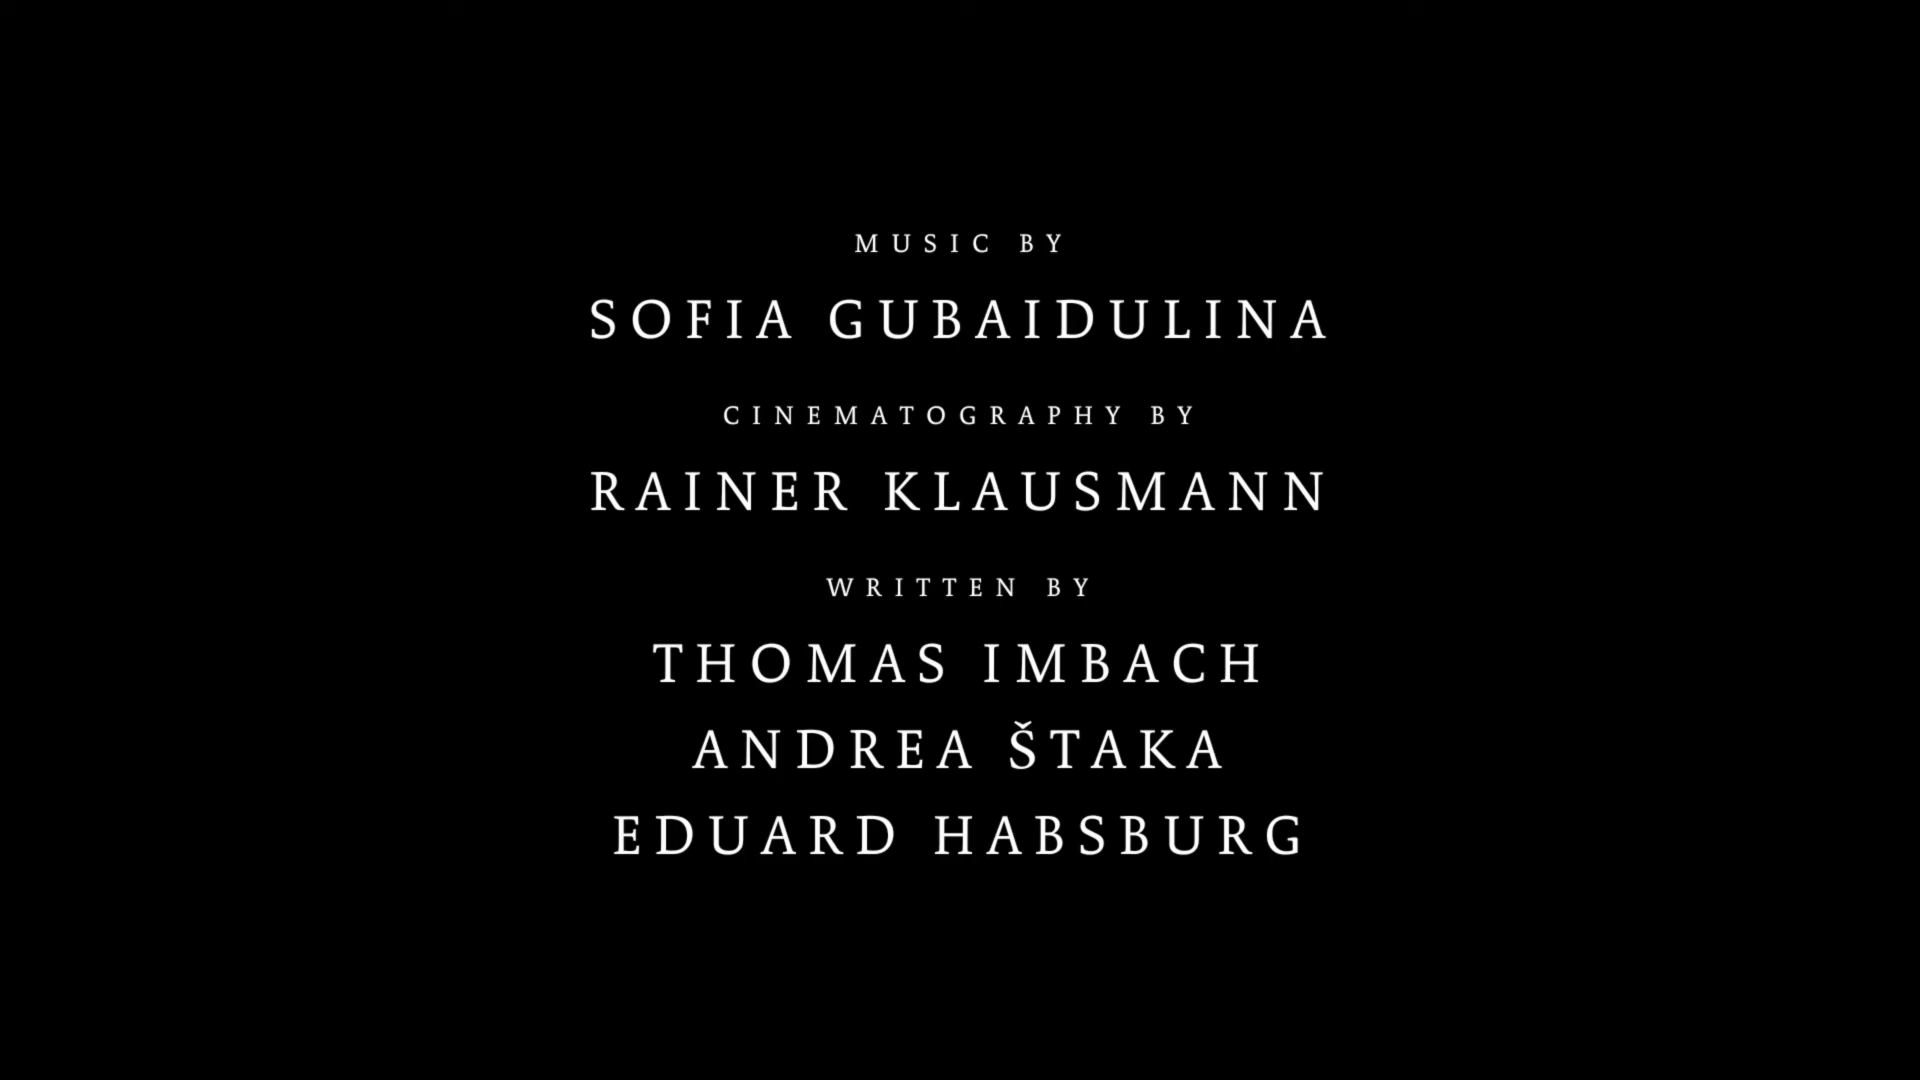 MUSIC BY
SOFIA GUBAIDULINA
CINEMATOGRAPHY BY
RAINER KLAUSMANN
WRITTEN BY
THOMAS IMBACH
ANDREA ŠTAKA
EDUARD HABSBURG